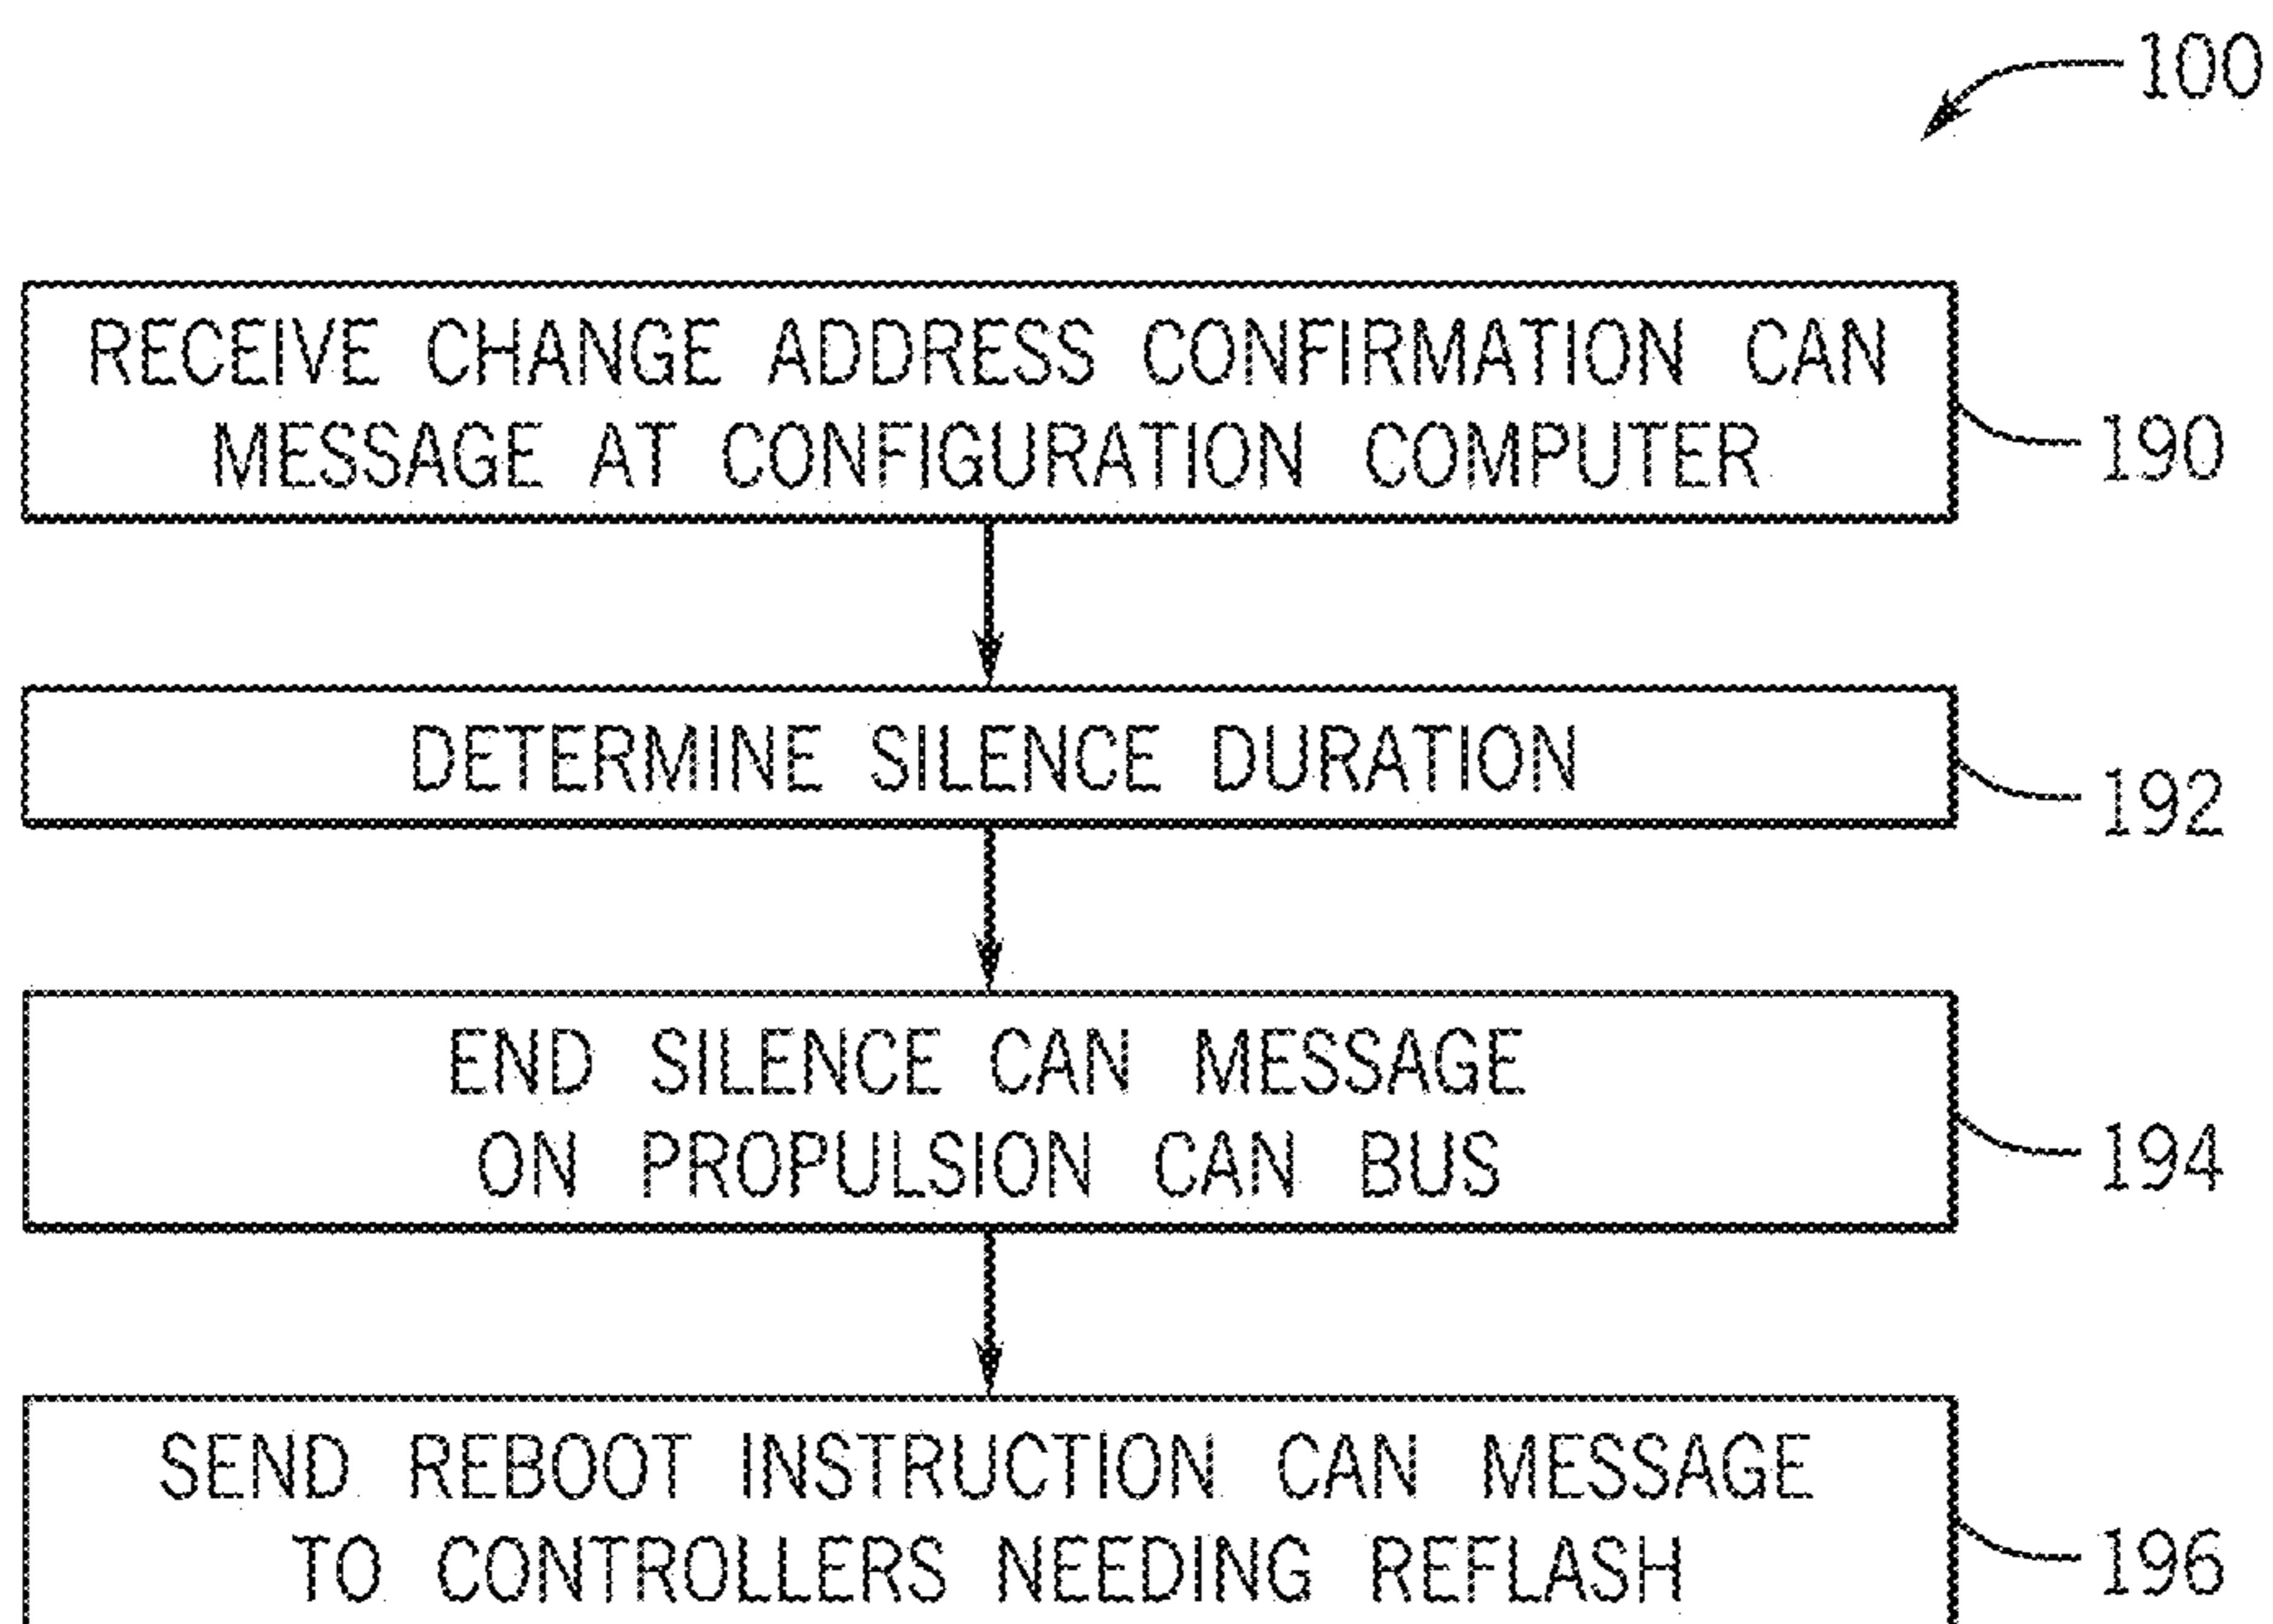 100
RECEIVE CHANGE ADDRESS CONFIRMATION CAN
MESSAGE AT CONFIGURATION COMPUTER
190
DETERMINE SILENCE DURATION
192
END SILENCE CAN MESSAGE
ON PROPULSION CAN BUS
194
SEND REBOOT INSTRUCTION CAN MESSAGE
TO CONTROLLERS NEEDING REFLASH
196